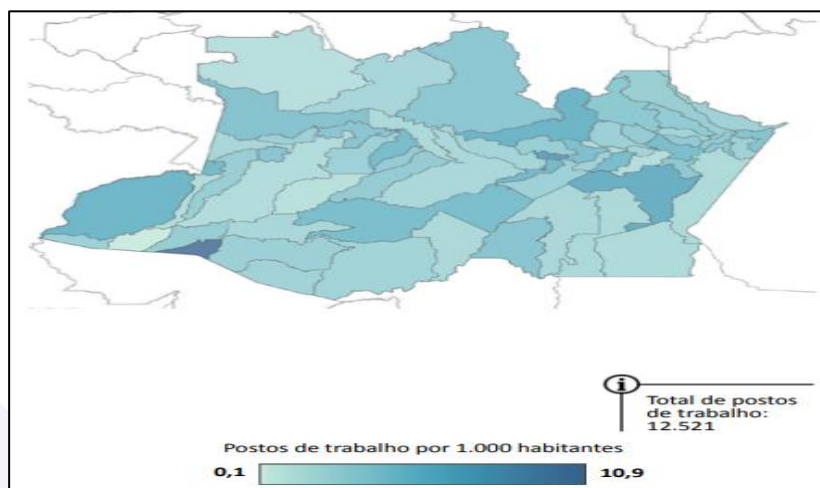 i
Total de postos
de trabalho:
12.521
Postos de trabalho por 1.000 habitantes
0,1
10,9